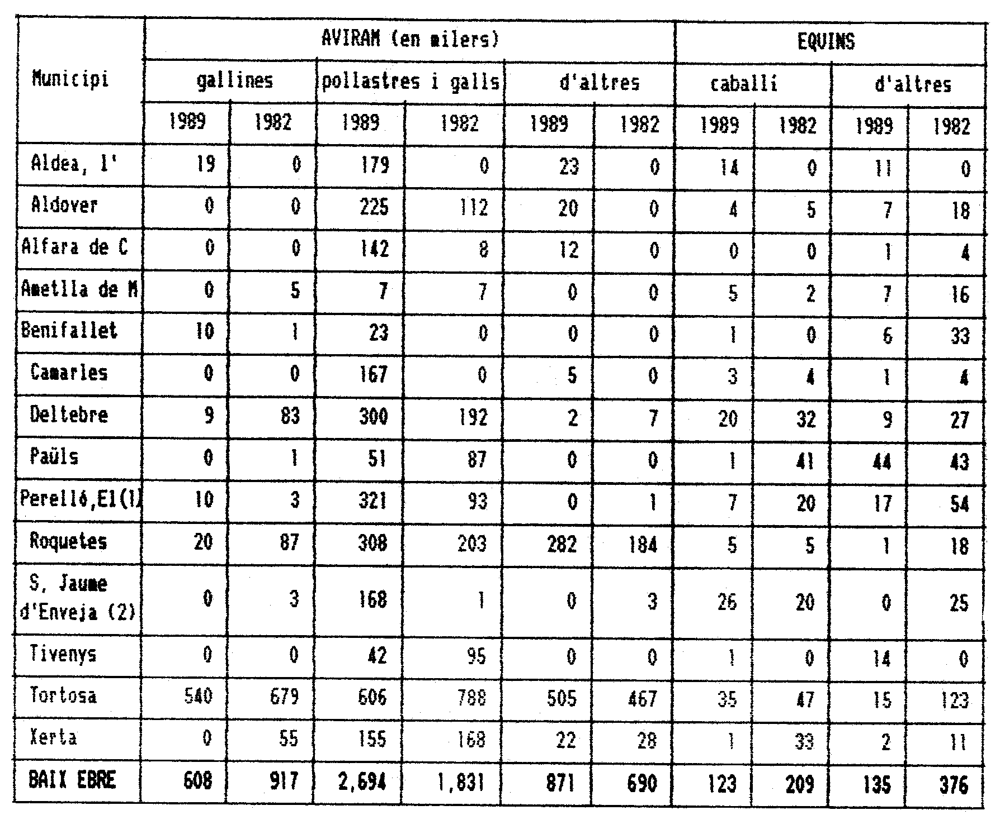 AVIRAM (en milers) EQUINS
Municipi gallines pollastres i galls d'altres caballí d'altres
1989 1982 1989 1982 1989 1982 1989 1982 1989 1982
Aldea, l' 19 0 179 0 23 0 14 0 11 0
Aldover 0 0 225 112 20 0 4 5 7 18
Alfara de C 0 0 142 8 12 0 0 0 1 4
Ametlla de M 0 5 7 7 0 0 5 2 7 16
Benifallet 10 1 23 0 0 0 1 0 6 33
Camarles 0 0 167 0 5 0 3 4 1 4
Deltebre 9 83 300 192 2 7 20 32 9 27
Paüls 0 1 51 87 0 0 1 41 44 43
Perelló,El(1) 10 3 321 93 0 1 7 20 17 54
Roquetes 20 87 308 203 282 184 5 5 1 18
S, Jaume
d'Enveja (2) 0 3 168 1 0 3 26 20 0 25
Tivenys 0 0 42 95 0 0 1 0 14 0
Tortosa 540 679 606 788 505 467 35 47 15 123
Xerta 0 55 155 168 22 28 1 33 2 11
BAIX EBRE 608 917 2,694 1,831 871 690 123 209 135 376